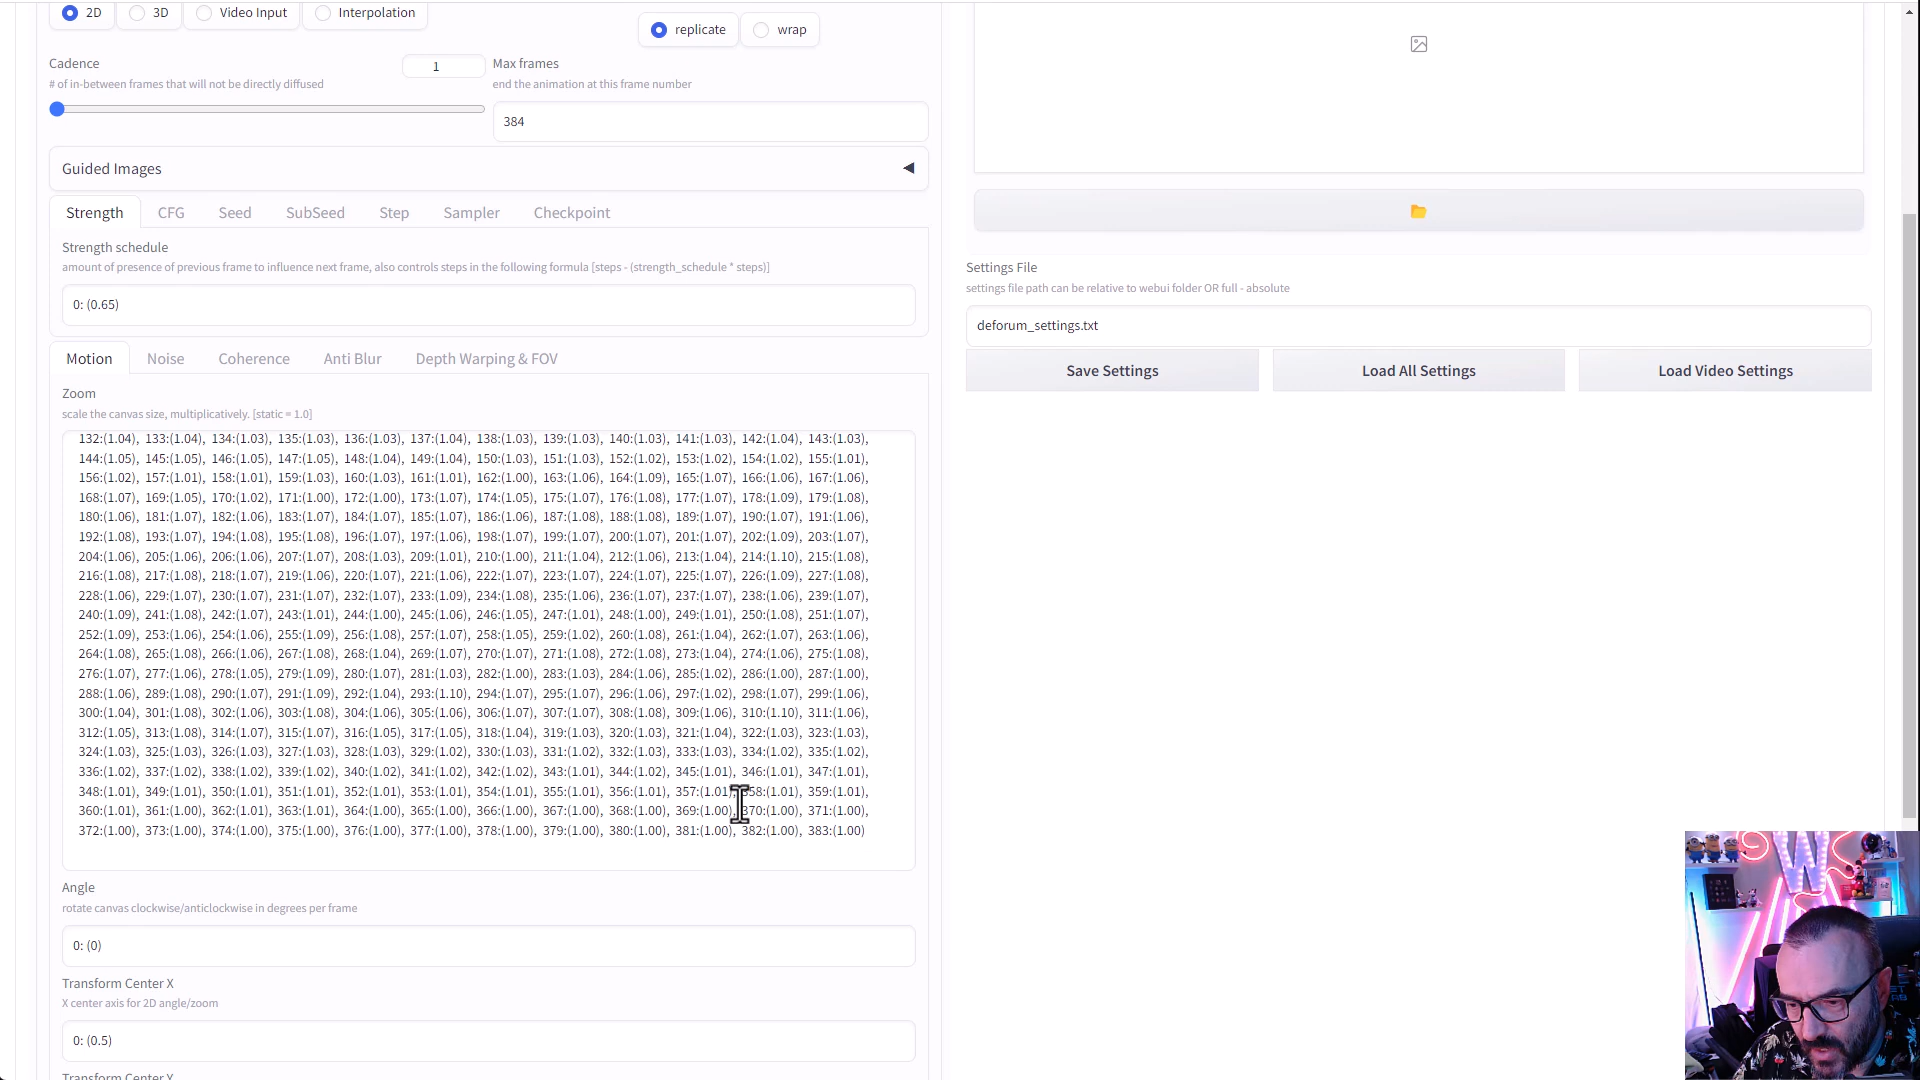 2D 3D Video Input Interpolation
replicate wrap
Cadence
# of in-between frames that will not be directly diffused
1
Max frames
end the animation at this frame number
384
Guided Images
Strength CFG Seed SubSeed Step Sampler Checkpoint
Strength schedule
amount of presence of previous frame to influence next frame, also controls steps in the following formula [steps - (strength_schedule * steps)]
0: (0.65)
Motion Noise Coherence Anti Blur Depth Warping & FOV
Zoom
scale the canvas size, multiplicatively. [static = 1.0]
132:(1.04), 133:(1.04), 134:(1.03), 135:(1.03), 136:(1.03), 137:(1.04), 138:(1.03), 139:(1.03), 140:(1.03), 141:(1.03), 142:(1.04), 143:(1.03),
144:(1.05), 145:(1.05), 146:(1.05), 147:(1.05), 148:(1.04), 149:(1.04), 150:(1.03), 151:(1.03), 152:(1.02), 153:(1.02), 154:(1.02), 155:(1.01),
156:(1.02), 157:(1.01), 158:(1.01), 159:(1.03), 160:(1.03), 161:(1.01), 162:(1.00), 163:(1.06), 164:(1.09), 165:(1.07), 166:(1.06), 167:(1.06),
168:(1.07), 169:(1.05), 170:(1.02), 171:(1.00), 172:(1.00), 173:(1.07), 174:(1.05), 175:(1.07), 176:(1.08), 177:(1.07), 178:(1.09), 179:(1.08),
180:(1.06), 181:(1.07), 182:(1.06), 183:(1.07), 184:(1.07), 185:(1.07), 186:(1.06), 187:(1.08), 188:(1.08), 189:(1.07), 190:(1.07), 191:(1.06),
192:(1.08), 193:(1.07), 194:(1.08), 195:(1.08), 196:(1.07), 197:(1.06), 198:(1.07), 199:(1.07), 200:(1.07), 201:(1.07), 202:(1.09), 203:(1.07),
204:(1.06), 205:(1.06), 206:(1.06), 207:(1.07), 208:(1.03), 209:(1.01), 210:(1.00), 211:(1.04), 212:(1.06), 213:(1.04), 214:(1.10), 215:(1.08),
216:(1.08), 217:(1.08), 218:(1.07), 219:(1.06), 220:(1.07), 221:(1.06), 222:(1.07), 223:(1.07), 224:(1.07), 225:(1.07), 226:(1.09), 227:(1.08),
228:(1.06), 229:(1.07), 230:(1.07), 231:(1.07), 232:(1.07), 233:(1.09), 234:(1.08), 235:(1.06), 236:(1.07), 237:(1.07), 238:(1.06), 239:(1.07),
240:(1.09), 241:(1.08), 242:(1.07), 243:(1.01), 244:(1.00), 245:(1.06), 246:(1.05), 247:(1.01), 248:(1.00), 249:(1.01), 250:(1.08), 251:(1.07),
252:(1.09), 253:(1.06), 254:(1.06), 255:(1.09), 256:(1.08), 257:(1.07), 258:(1.05), 259:(1.02), 260:(1.08), 261:(1.04), 262:(1.07), 263:(1.06),
264:(1.08), 265:(1.08), 266:(1.06), 267:(1.08), 268:(1.04), 269:(1.07), 270:(1.07), 271:(1.08), 272:(1.08), 273:(1.04), 274:(1.06), 275:(1.08),
276:(1.07), 277:(1.06), 278:(1.05), 279:(1.09), 280:(1.07), 281:(1.03), 282:(1.00), 283:(1.03), 284:(1.06), 285:(1.02), 286:(1.00), 287:(1.00),
288:(1.06), 289:(1.08), 290:(1.07), 291:(1.09), 292:(1.04), 293:(1.10), 294:(1.07), 295:(1.07), 296:(1.06), 297:(1.02), 298:(1.07), 299:(1.06),
300:(1.04), 301:(1.08), 302:(1.06), 303:(1.08), 304:(1.06), 305:(1.06), 306:(1.07), 307:(1.07), 308:(1.08), 309:(1.06), 310:(1.10), 311:(1.06),
312:(1.05), 313:(1.08), 314:(1.07), 315:(1.07), 316:(1.05), 317:(1.05), 318:(1.04), 319:(1.03), 320:(1.03), 321:(1.04), 322:(1.03), 323:(1.03),
324:(1.03), 325:(1.03), 326:(1.03), 327:(1.03), 328:(1.03), 329:(1.02), 330:(1.03), 331:(1.02), 332:(1.03), 333:(1.03), 334:(1.02), 335:(1.02),
336:(1.02), 337:(1.02), 338:(1.02), 339:(1.02), 340:(1.02), 341:(1.02), 342:(1.02), 343:(1.01), 344:(1.02), 345:(1.01), 346:(1.01), 347:(1.01),
348:(1.01), 349:(1.01), 350:(1.01), 351:(1.01), 352:(1.01), 353:(1.01), 354:(1.01), 355:(1.01), 356:(1.01), 357:(1.01), 358:(1.01), 359:(1.01),
360:(1.01), 361:(1.00), 362:(1.01), 363:(1.01), 364:(1.00), 365:(1.00), 366:(1.00), 367:(1.00), 368:(1.00), 369:(1.00), 370:(1.00), 371:(1.00),
372:(1.00), 373:(1.00), 374:(1.00), 375:(1.00), 376:(1.00), 377:(1.00), 378:(1.00), 379:(1.00), 380:(1.00), 381:(1.00), 382:(1.00), 383:(1.00)
Angle
rotate canvas clockwise/anticlockwise in degrees per frame
0: (0)
Transform Center X
X center axis for 2D angle/zoom
0: (0.5)
Transform Center Y
Settings File
settings file path can be relative to webui folder OR full - absolute
deforum_settings.txt
Save Settings Load All Settings Load Video Settings
W